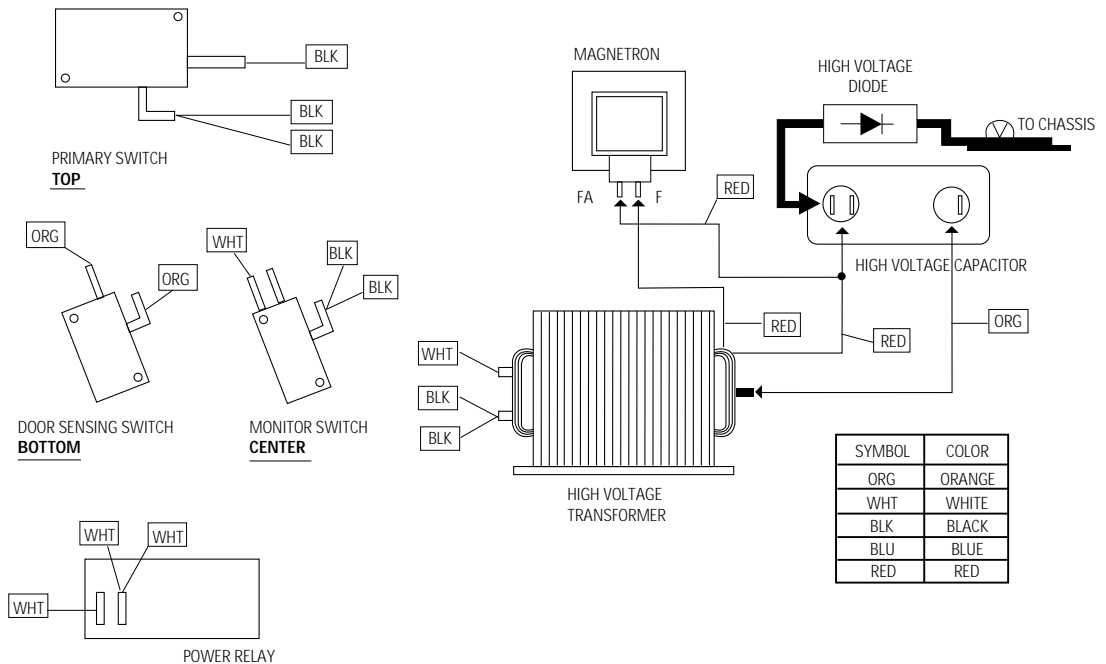 BLK
BLK
BLK
PRIMARY SWITCH
TOP
ORG
ORG
DOOR SENSING SWITCH
BOTTOM
WHT
BLK
BLK
MONITOR SWITCH
CENTER
WHT
WHT
WHT
POWER RELAY
MAGNETRON
FA
F
RED
HIGH VOLTAGE
DIODE
V
TO CHASSIS
HIGH VOLTAGE CAPACITOR
RED
RED
ORG
WHT
BLK
BLK
HIGH VOLTAGE
TRANSFORMER
SYMBOL COLOR
ORG ORANGE
WHT WHITE
BLK BLACK
BLU BLUE
RED RED